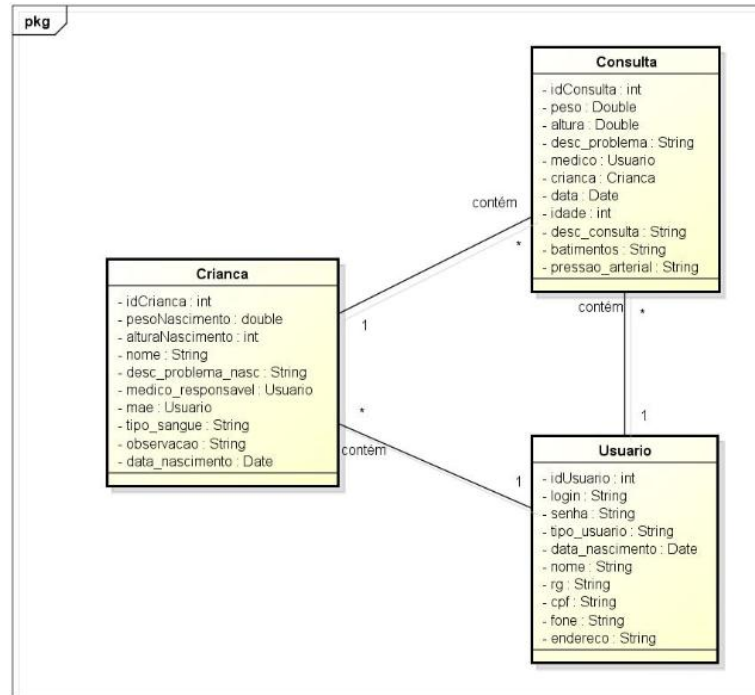 pkg
Consulta
- idConsulta : int
- peso : Double
- altura : Double
- desc_problema : String
- medico : Usuario
- crianca : Crianca
- data : Date
- idade : int
- desc_consulta : String
- batimentos : String
- pressao_arterial : String
contém
*
1
Crianca
- idCrianca : int
- pesoNascimento : double
- alturaNascimento : int
- nome : String
- desc_problema_nasc : String
- medico_responsavel : Usuario
- mae : Usuario
- tipo_sangue : String
- observacao : String
- data_nascimento : Date
contém
*
1
*
contém
1
Usuario
- idUsuario : int
- login : String
- senha : String
- tipo_usuario : String
- data_nascimento : Date
- nome : String
- rg : String
- cpf : String
- fone : String
- endereco : String